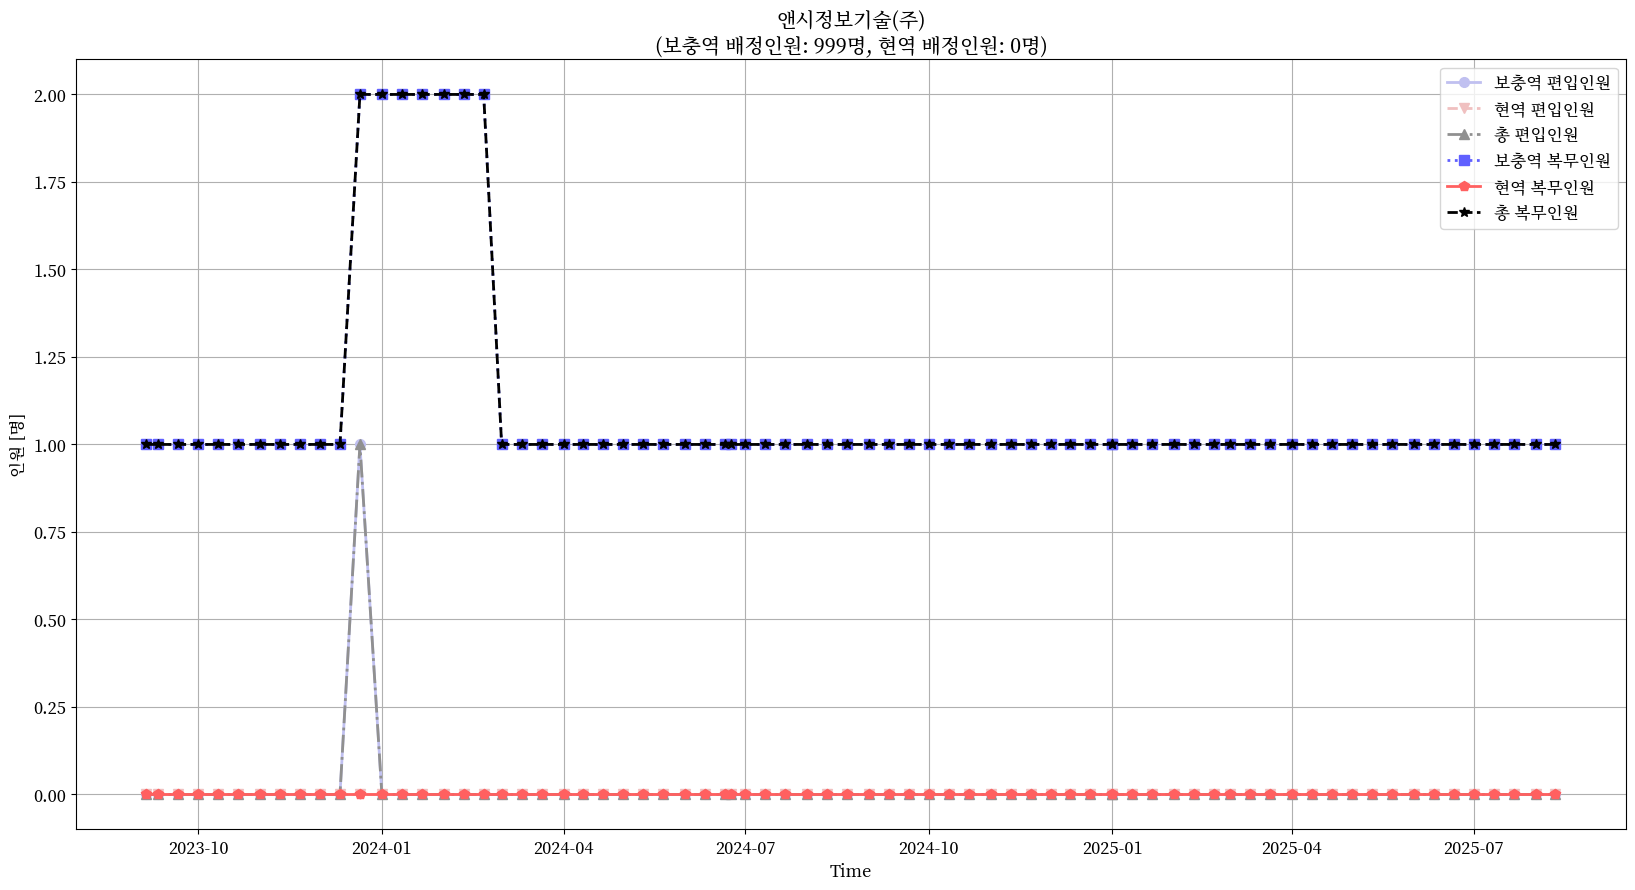 앤시정보기술(주)
(보충역 배정인원: 999명, 현역 배정인원: 0명)
보충역 편입인원
현역 편입인원
총 편입인원
보충역 복무인원
현역 복무인원
총 복무인원
인원 [명]
2.00
1.75
1.50
1.25
1.00
0.75
0.50
0.25
0.00
2023-10 2024-01 2024-04 2024-07 2024-10 2025-01 2025-04 2025-07
Time